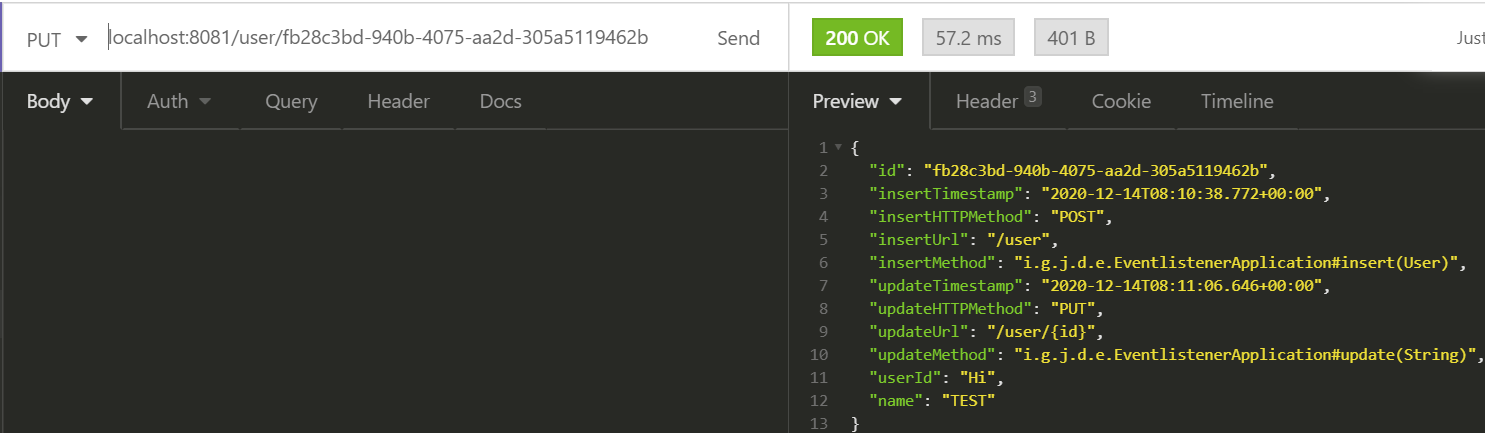 PUT localhost:8081/user/fb28c3bd-940b-4075-aa2d-305a5119462b Send 200 OK 57.2 ms 401 B Just
Body Auth Query Header Docs
Preview Header 3 Cookie Timeline
1 {
2 "id": "fb28c3bd-940b-4075-aa2d-305a5119462b",
3 "insertTimestamp": "2020-12-14T08:10:38.772+00:00",
4 "insertHTTPMethod": "POST",
5 "insertUrl": "/user",
6 "insertMethod": "i.g.j.d.e.EventlistenerApplication#insert(User)",
7 "updateTimestamp": "2020-12-14T08:11:06.646+00:00",
8 "updateHTTPMethod": "PUT",
9 "updateUrl": "/user/{id}",
10 "updateMethod": "i.g.j.d.e.EventlistenerApplication#update(String)",
11 "userId": "Hi",
12 "name": "TEST"
13 }